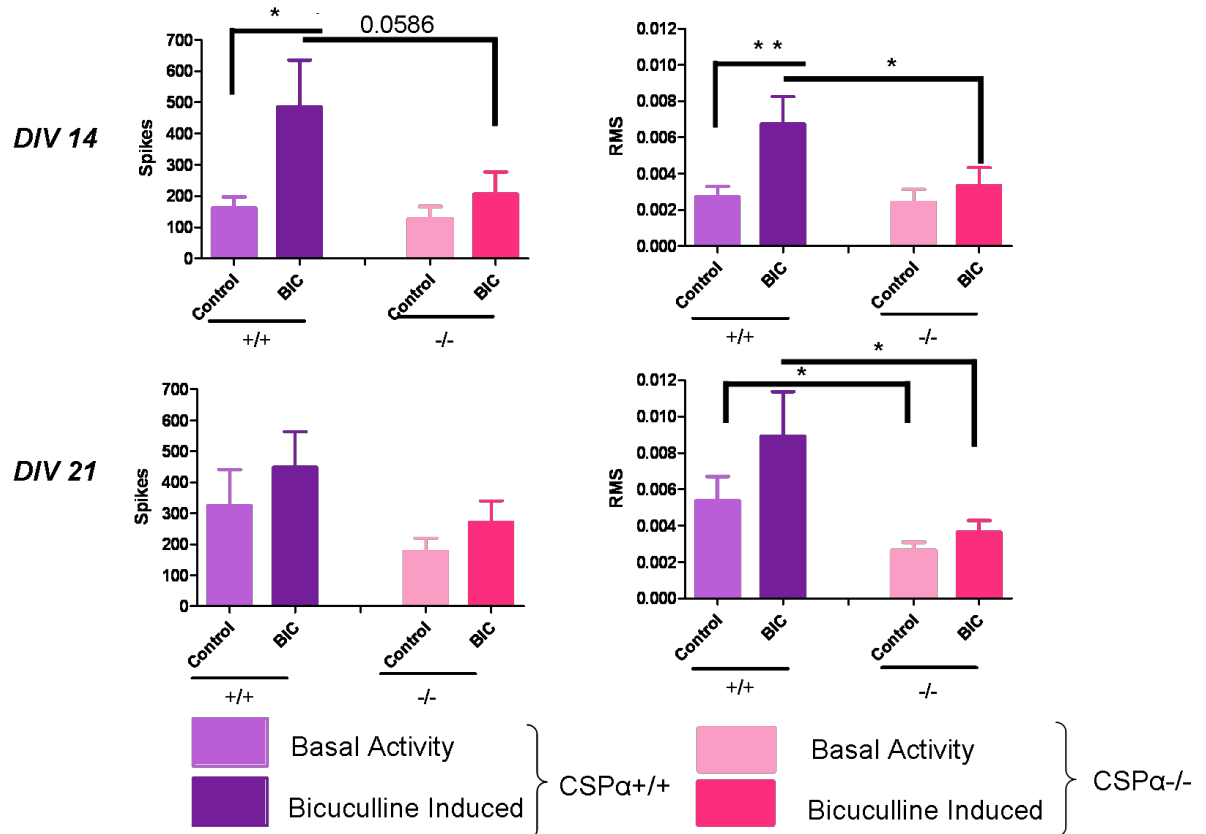 DIV 14
*
0.0586
700
600
500
400
300
200
100
0
Spikes
Control
BIC
Control
BIC
+/+
-/-
* *
*
0.012
0.010
0.008
0.006
0.004
0.002
0.000
RMS
Control
BIC
Control
BIC
+/+
-/-
DIV 21
700
600
500
400
300
200
100
0
Spikes
Control
BIC
Control
BIC
+/+
-/-
*
*
0.012
0.010
0.008
0.006
0.004
0.002
0.000
RMS
Control
BIC
Control
BIC
+/+
-/-
Basal Activity
Bicuculline Induced
CSPα+/+
Basal Activity
Bicuculline Induced
CSPα-/-